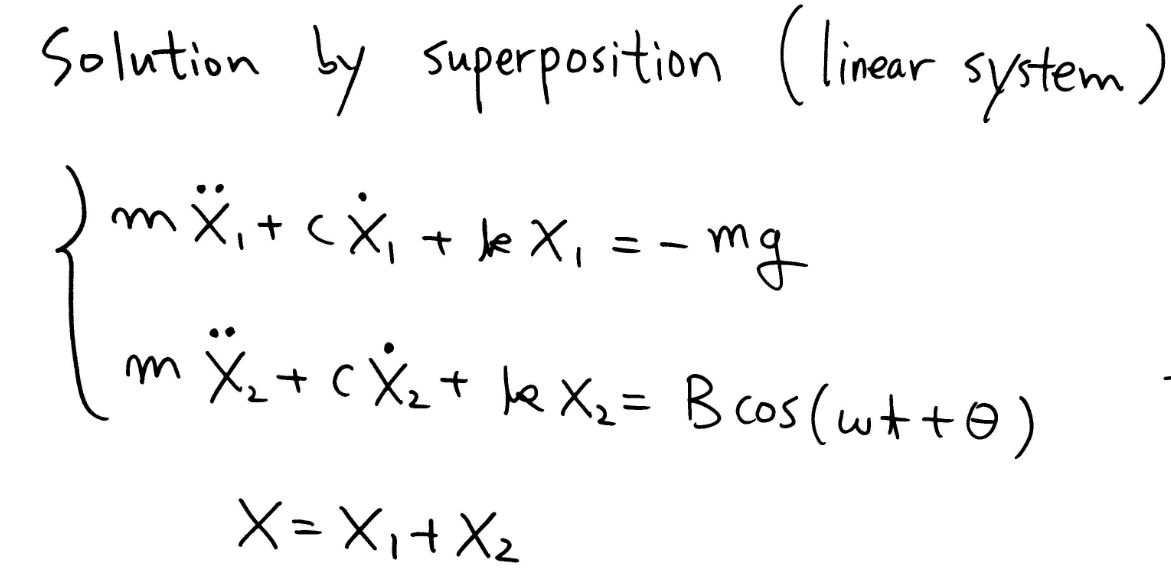 Solution by superposition (linear system)
mẌ₁ + cẊ₁ + kX₁ = - mg
mẌ₂ + cẊ₂ + kX₂ = B cos(ωt + θ)
X = X₁ + X₂